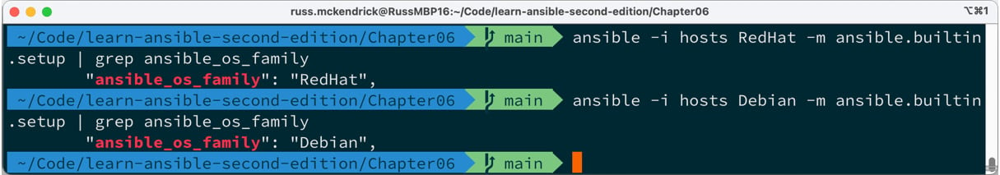 russ.mckendrick@RussMBP16:~/Code/learn-ansible-second-edition/Chapter06 ⌥⌘1
~/Code/learn-ansible-second-edition/Chapter06 main ansible -i hosts RedHat -m ansible.builtin
.setup | grep ansible_os_family
"ansible_os_family": "RedHat",
~/Code/learn-ansible-second-edition/Chapter06 main ansible -i hosts Debian -m ansible.builtin
.setup | grep ansible_os_family
"ansible_os_family": "Debian",
~/Code/learn-ansible-second-edition/Chapter06 main